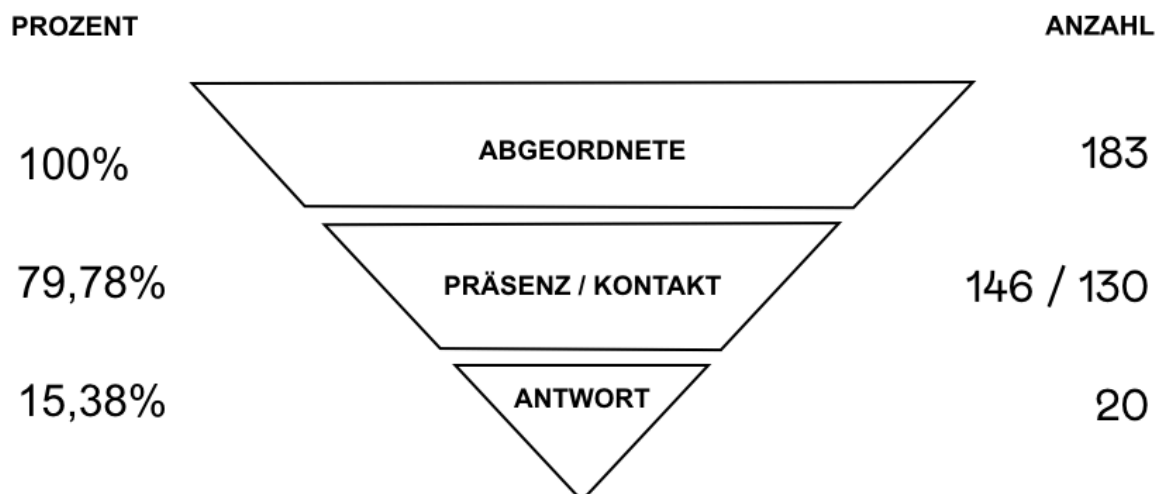 PROZENT ANZAHL
100% ABGEORDNETE 183
79,78% PRÄSENZ / KONTAKT 146 / 130
15,38% ANTWORT 20